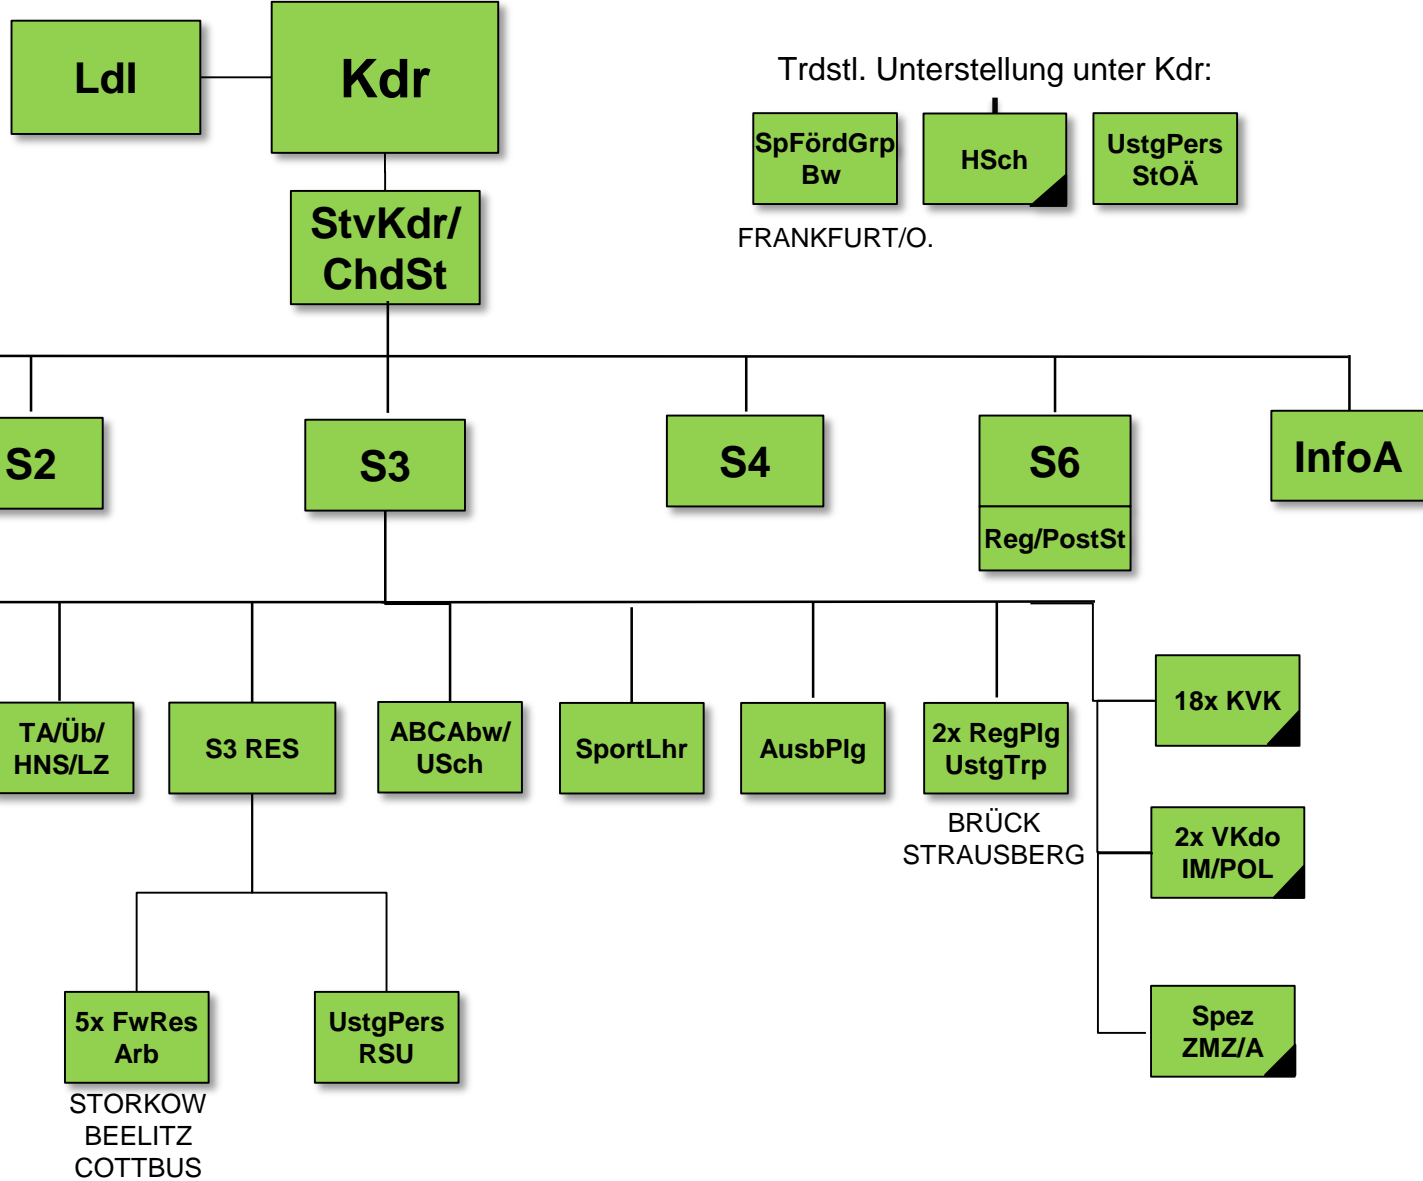 LdI
Kdr
Trdstl. Unterstellung unter Kdr:
SpFördGrp
Bw
HSch
UstgPers
StOÄ
FRANKFURT/O.
StvKdr/
ChdSt
S2
S3
S4
S6
InfoA
Reg/PostSt
TA/Üb/
HNS/LZ
S3 RES
ABCAbw/
USch
SportLhr
AusbPlg
2x RegPlg
UstgTrp
BRÜCK
STRAUSBERG
18x KVK
2x VKdo
IM/POL
Spez
ZMZ/A
5x FwRes
Arb
STORKOW
BEELITZ
COTTBUS
UstgPers
RSU